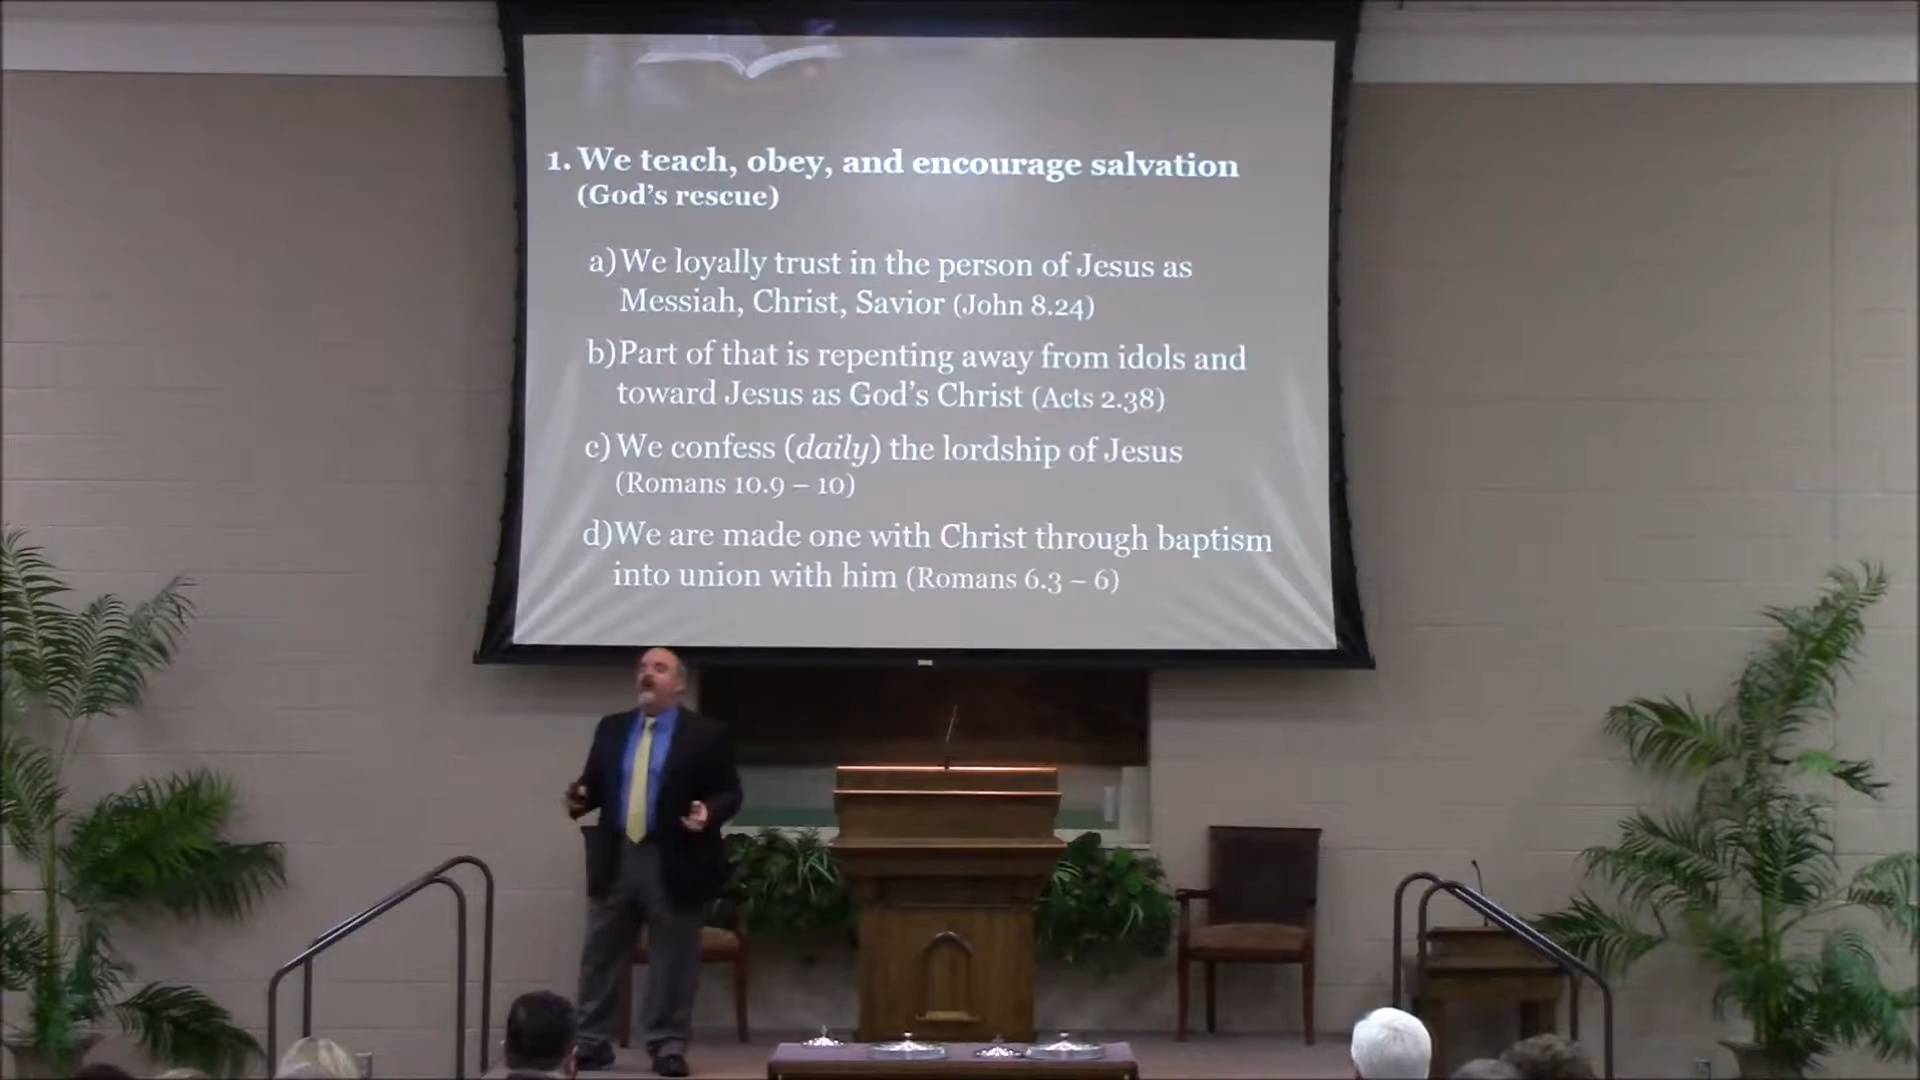 1. We teach, obey, and encourage salvation
(God's rescue)
a) We loyally trust in the person of Jesus as
Messiah, Christ, Savior (John 8.24)
b) Part of that is repenting away from idols and
toward Jesus as God's Christ (Acts 2.38)
c) We confess (daily) the lordship of Jesus
(Romans 10.9 – 10)
d) We are made one with Christ through baptism
into union with him (Romans 6.3 – 6)